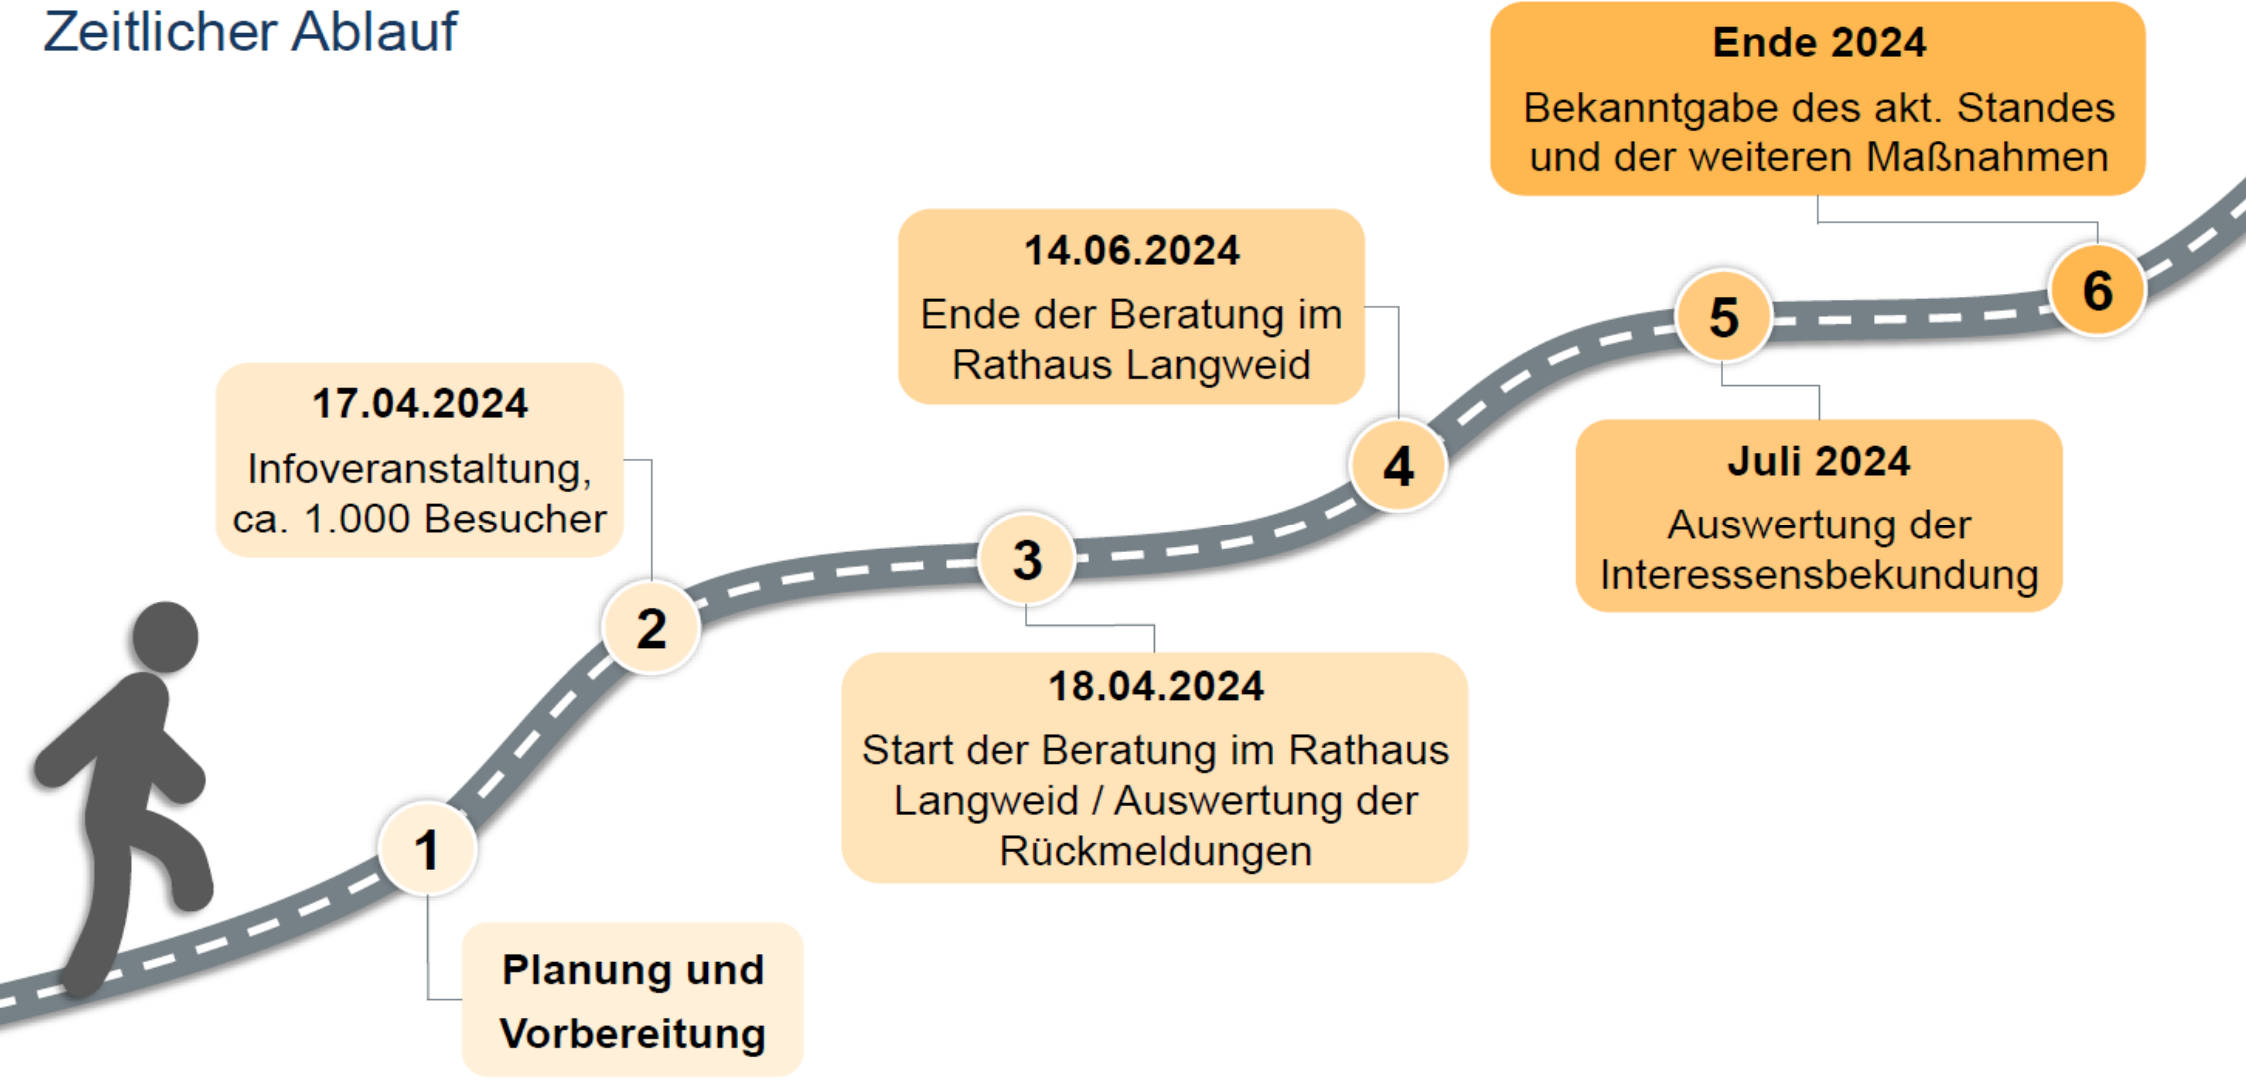 Zeitlicher Ablauf
1
Planung und
Vorbereitung
2
17.04.2024
Infoveranstaltung,
ca. 1.000 Besucher
3
18.04.2024
Start der Beratung im Rathaus
Langweid / Auswertung der
Rückmeldungen
4
14.06.2024
Ende der Beratung im
Rathaus Langweid
5
Juli 2024
Auswertung der
Interessensbekundung
6
Ende 2024
Bekanntgabe des akt. Standes
und der weiteren Maßnahmen